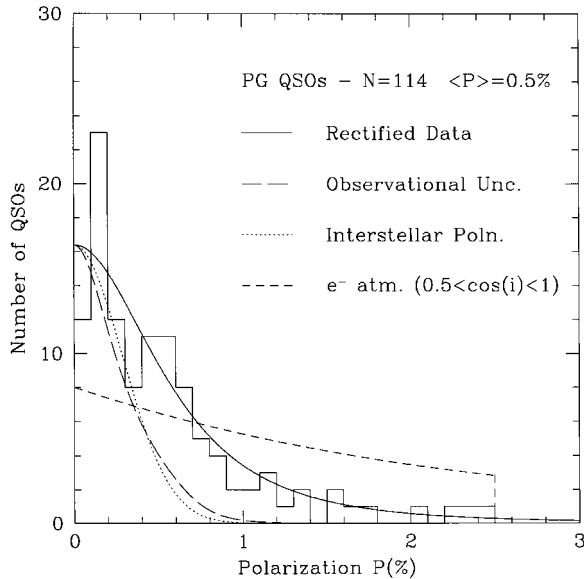 30
20
10
0
Number of QSOs
PG QSOs – N=114 <P>=0.5%
Rectified Data
Observational Unc.
Interstellar Poln.
e⁻ atm. (0.5<cos(i)<1)
0 1 2 3
Polarization P(%)